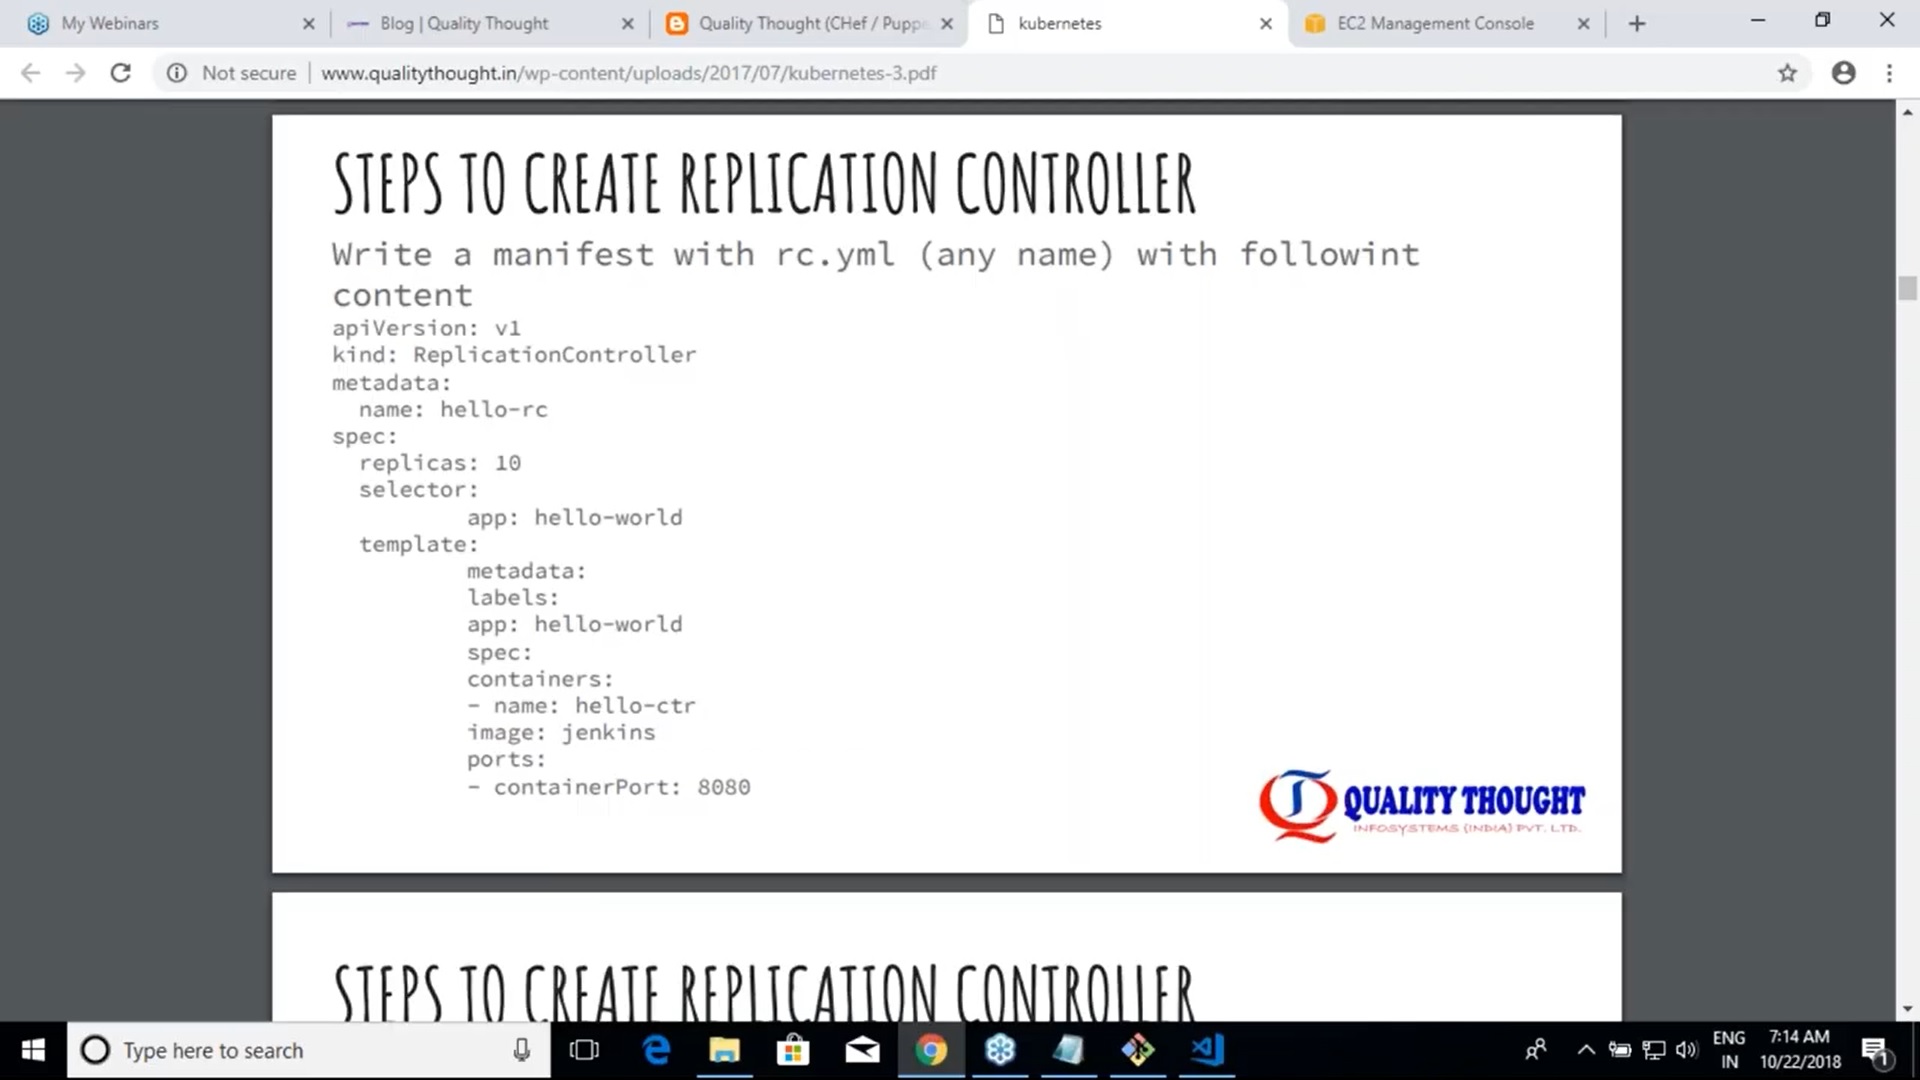 My Webinars
Blog | Quality Thought
Quality Thought (CHef / Puppe
kubernetes
EC2 Management Console
Not secure
www.qualitythought.in/wp-content/uploads/2017/07/kubernetes-3.pdf
STEPS TO CREATE REPLICATION CONTROLLER
Write a manifest with rc.yml (any name) with followint
content
apiVersion: v1
kind: ReplicationController
metadata:
  name: hello-rc
spec:
  replicas: 10
  selector:
          app: hello-world
  template:
          metadata:
          labels:
          app: hello-world
          spec:
          containers:
          - name: hello-ctr
          image: jenkins
          ports:
          - containerPort: 8080
QUALITY THOUGHT
INFOSYSTEMS (INDIA) PVT. LTD.
STEPS TO CREATE REPLICATION CONTROLLER
Type here to search
ENG
IN
7:14 AM
10/22/2018
1